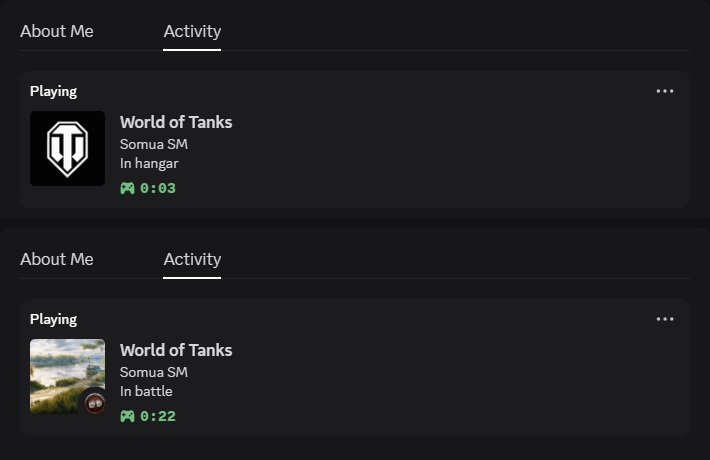 About Me Activity
Playing
World of Tanks
Somua SM
In hangar
0:03
About Me Activity
Playing
World of Tanks
Somua SM
In battle
0:22